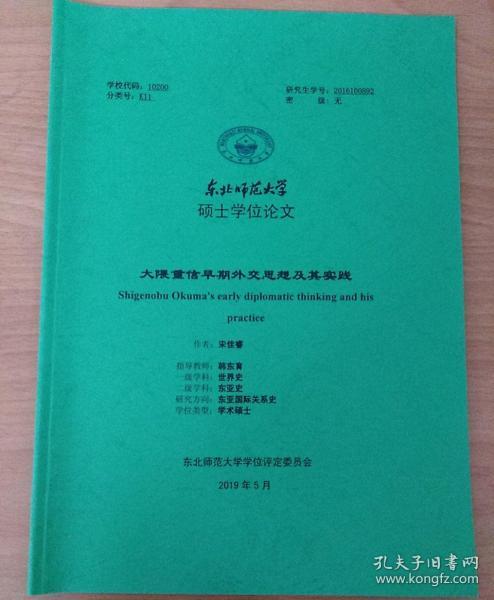 学校代码：10200
研究生学号：2016100892
分类号：K11
密 级：无
东北师范大学
硕士学位论文
大隈重信早期外交思想及其实践
Shigenobu Okuma's early diplomatic thinking and his
practice
作者：宋佳睿
指导教师：韩东育
一级学科：世界史
二级学科：东亚史
研究方向：东亚国际关系史
学位类型：学术硕士
东北师范大学学位评定委员会
2019年5月
孔夫子旧书网
www.kongfz.com